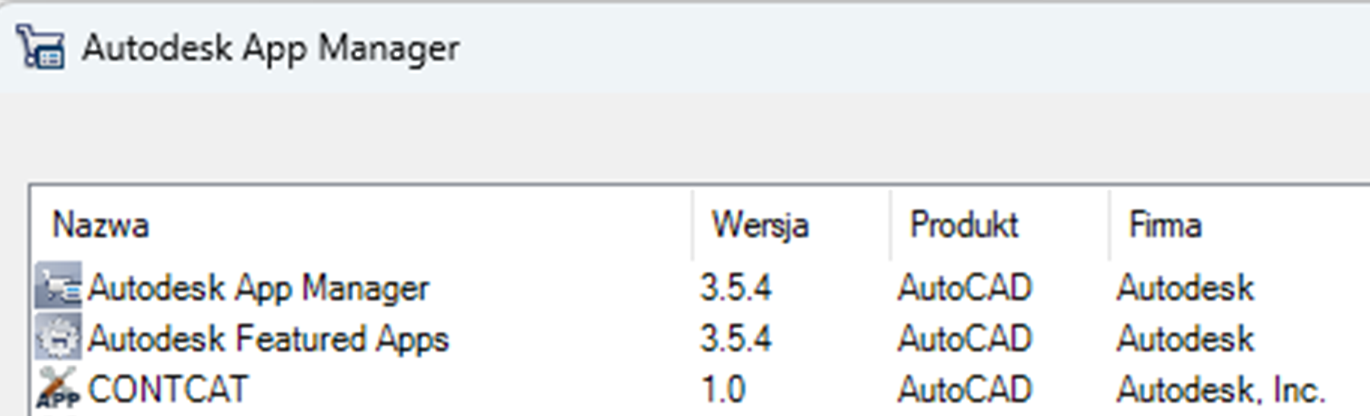 Autodesk App Manager
Nazwa Wersja Produkt Firma
Autodesk App Manager 3.5.4 AutoCAD Autodesk
Autodesk Featured Apps 3.5.4 AutoCAD Autodesk
APP CONTCAT 1.0 AutoCAD Autodesk, Inc.